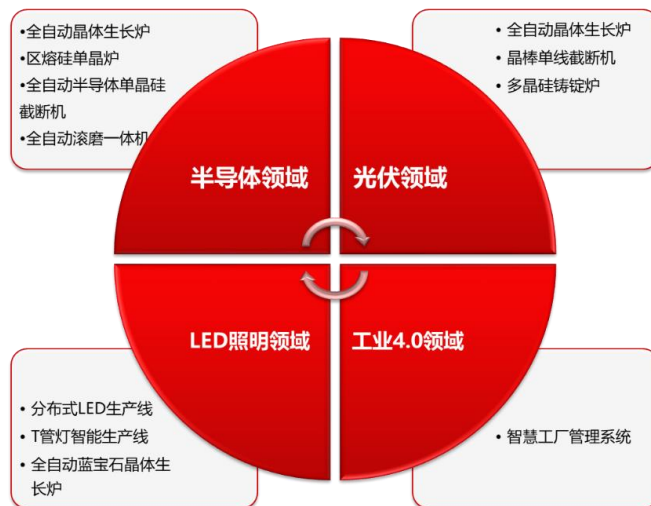 •全自动晶体生长炉
•区熔硅单晶炉
•全自动半导体单晶硅
截断机
•全自动滚磨一体机
• 全自动晶体生长炉
• 晶棒单线截断机
• 多晶硅铸锭炉
半导体领域
光伏领域
LED照明领域
工业4.0领域
• 分布式LED生产线
• T管灯智能生产线
• 全自动蓝宝石晶体生
长炉
• 智慧工厂管理系统